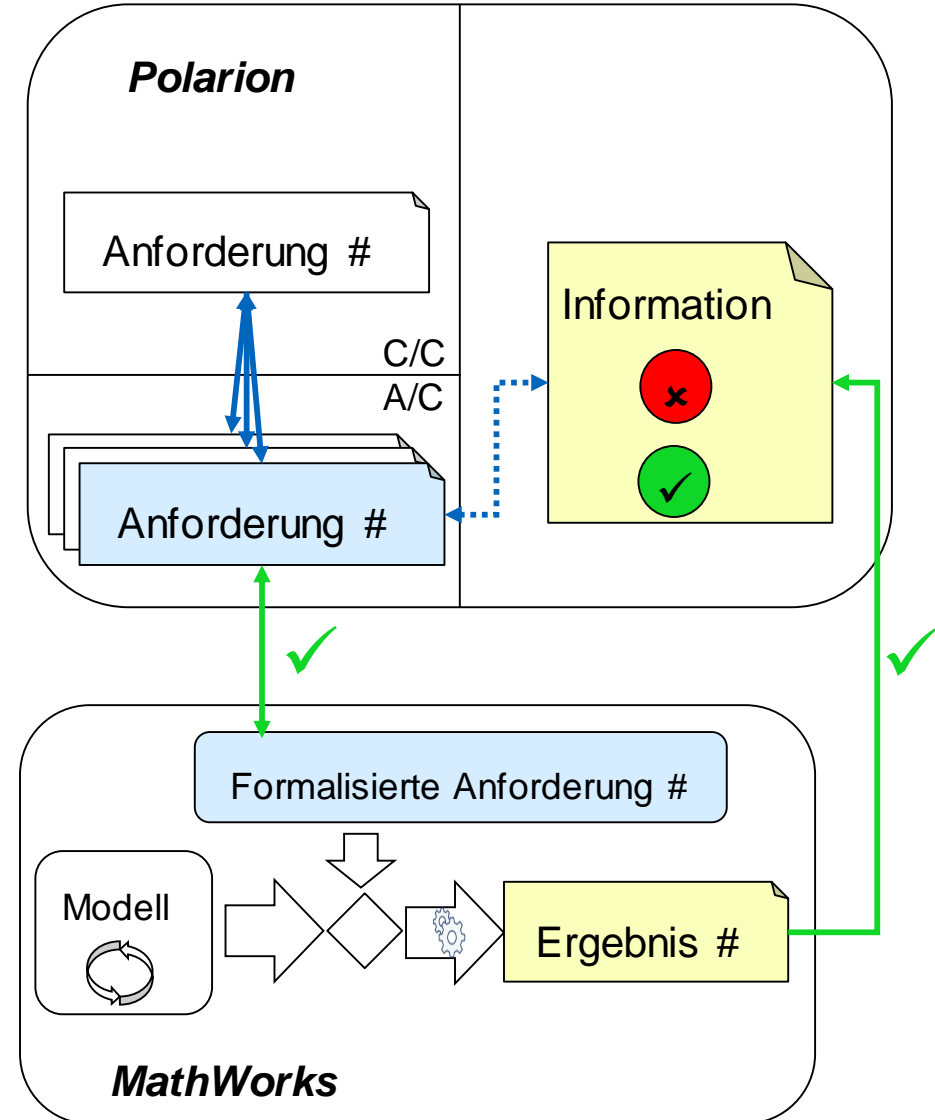 Polarion
Anforderung #
C/C
A/C
Anforderung #
Information
Formalisierte Anforderung #
Modell
Ergebnis #
MathWorks